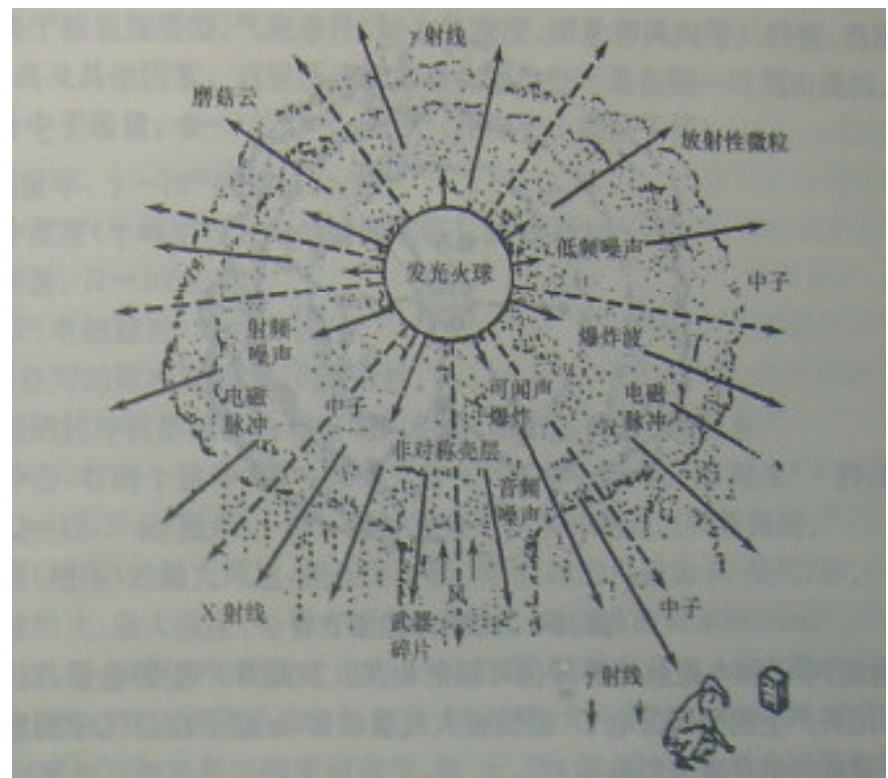 γ射线
磨菇云
放射性微粒
低频噪声
发光火球
中子
射频
噪声
爆炸波
电磁
脉冲
中子
可闻声
爆炸
电磁
脉冲
非对称壳层
音频
噪声
X射线
风
武器
碎片
中子
γ射线